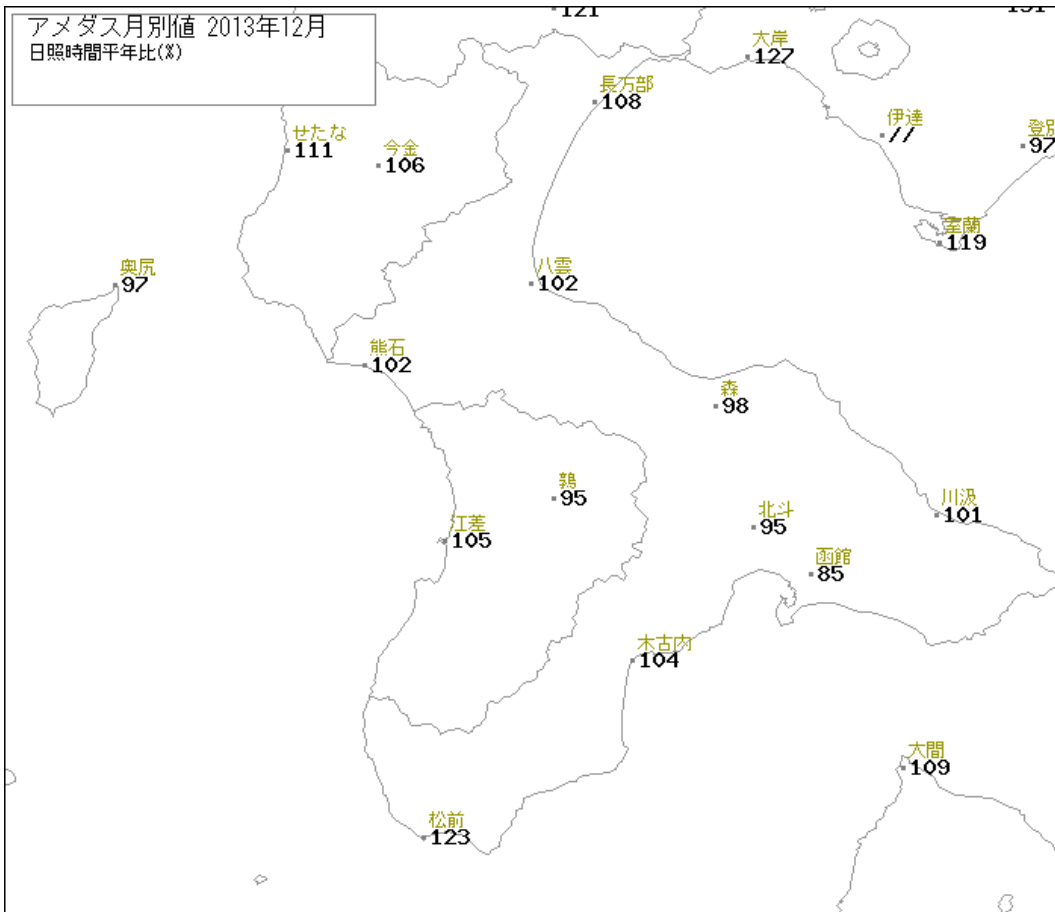 アメダス月別値 2013年12月
日照時間平年比(%)
121
131
大岸
127
長万部
108
伊達
//
登別
97
せたな
111
今金
106
室蘭
119
奥尻
97
八雲
102
熊石
102
森
98
鶉
95
北斗
95
川汲
101
江差
105
函館
85
木古内
104
大間
109
松前
123